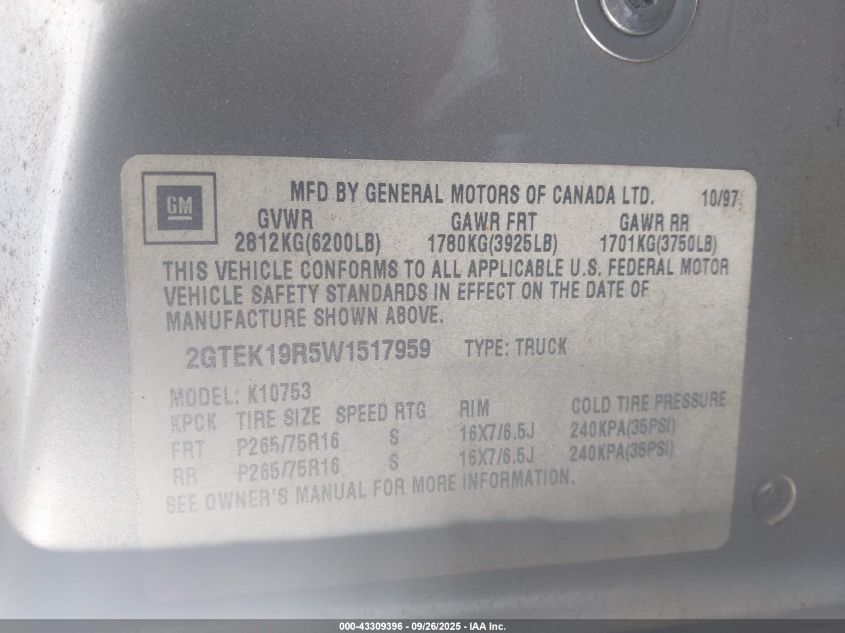 GM
MFD BY GENERAL MOTORS OF CANADA LTD. 10/97
GVWR GAWR FRT GAWR RR
2812KG(6200LB) 1780KG(3925LB) 1701KG(3750LB)
THIS VEHICLE CONFORMS TO ALL APPLICABLE U.S. FEDERAL MOTOR
VEHICLE SAFETY STANDARDS IN EFFECT ON THE DATE OF
MANUFACTURE SHOWN ABOVE.
2GTEK19R5W1517959 TYPE: TRUCK
MODEL: K10753
KPCK TIRE SIZE SPEED RTG RIM COLD TIRE PRESSURE
FRT P265/75R16 S 16X7/6.5J 240KPA(35PSI)
RR P265/75R16 S 16X7/6.5J 240KPA(35PSI)
SEE OWNER'S MANUAL FOR MORE INFORMATION.
000-43309396 - 09/26/2025 - IAA Inc.